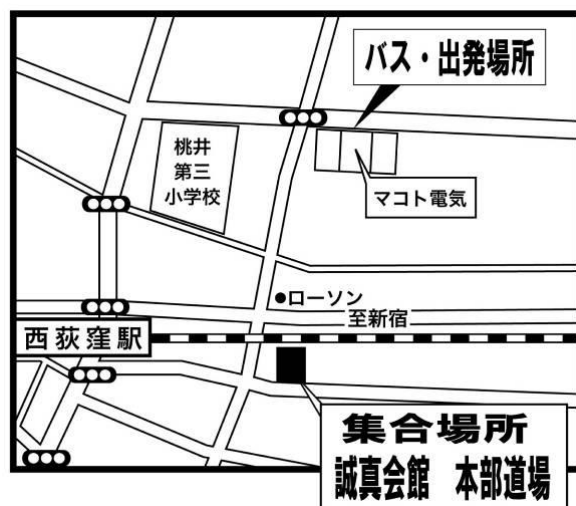 バス・出発場所
桃井
第三
小学校
マコト電気
●ローソン
至新宿
西荻窪駅
集合場所
誠真会館 本部道場